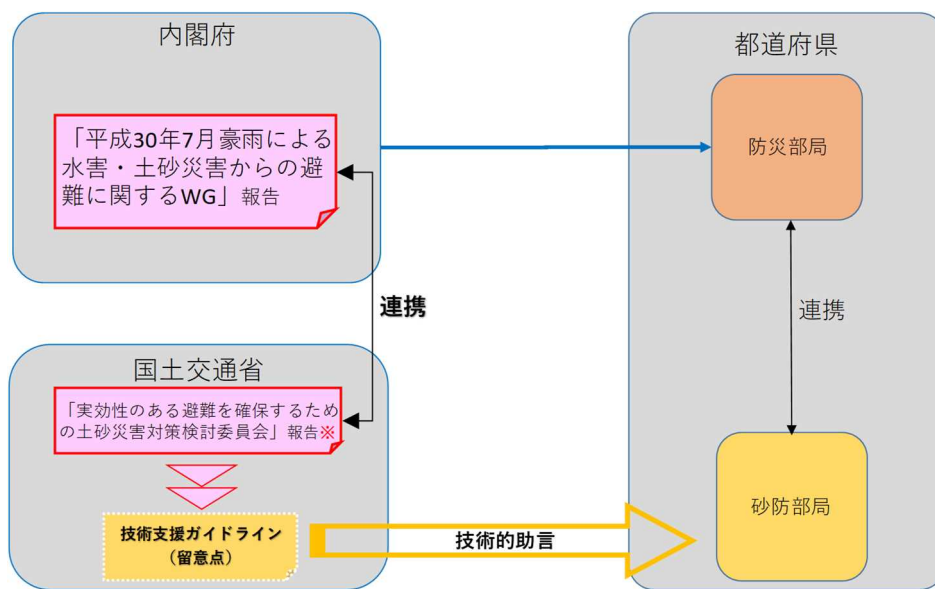 内閣府
「平成30年7月豪雨による
水害・土砂災害からの避
難に関するWG」報告
都道府県
防災部局
連携
連携
国土交通省
「実効性のある避難を確保するため
の土砂災害対策検討委員会」報告※
技術支援ガイドライン
（留意点）
技術的助言
砂防部局